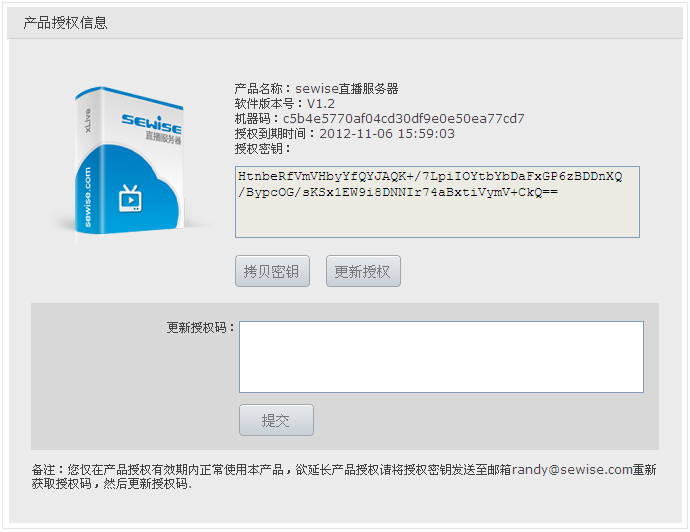 产品授权信息
xLive
sewise.com
SEWISE
直播服务器
产品名称：sewise直播服务器
软件版本号：V1.2
机器码：c5b4e5770af04cd30df9e0e50ea77cd7
授权到期时间：2012-11-06 15:59:03
授权密钥：
HtnbeRfVmVHbyYfQYJAQK+/7LpiIOYtbYbDaFxGP6zBDDnXQ
/BypcOG/sKSx1EW9i8DNNIr74aBxtiVymV+CkQ==
拷贝密钥 更新授权
更新授权码：
提交
备注：您仅在产品授权有效期内正常使用本产品，欲延长产品授权请将授权密钥发送至邮箱randy@sewise.com重新
获取授权码，然后更新授权码.